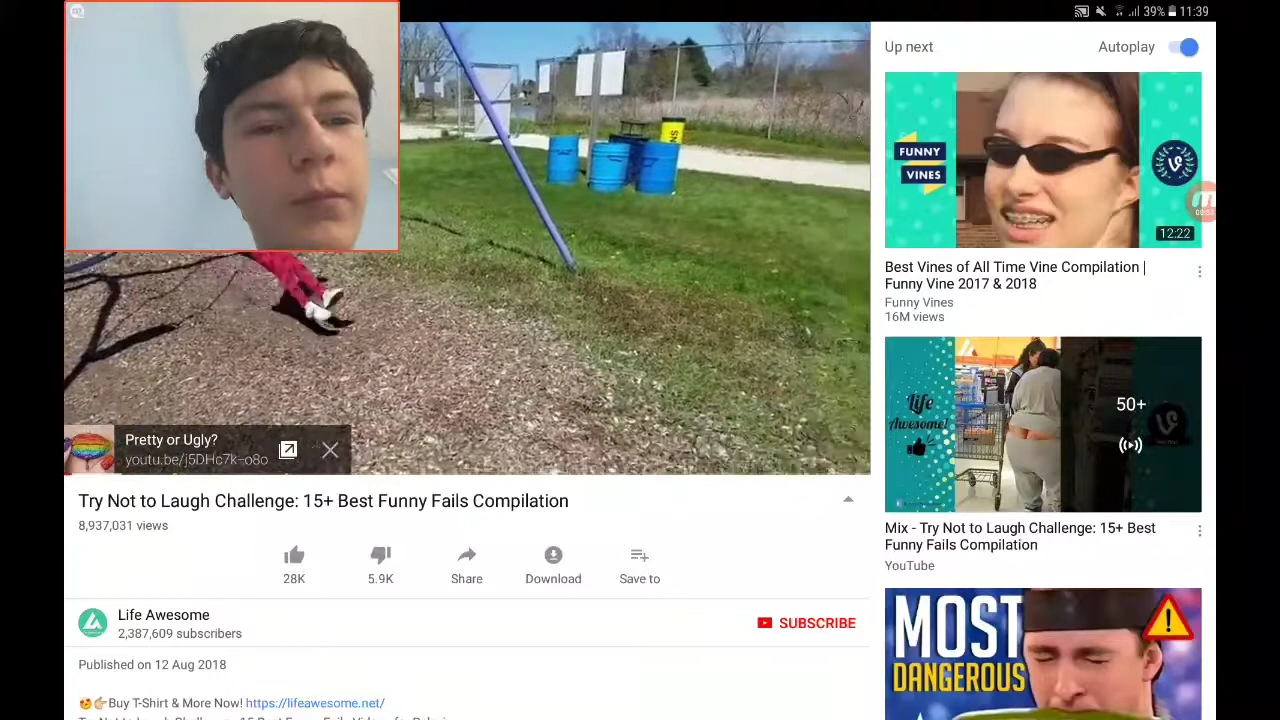 39% 11:39
Up next
Autoplay
FUNNY
VINES
12:22
Best Vines of All Time Vine Compilation |
Funny Vine 2017 & 2018
Funny Vines
16M views
Life
Awesome!
50+
Mix - Try Not to Laugh Challenge: 15+ Best
Funny Fails Compilation
YouTube
MOST
DANGEROUS
Pretty or Ugly?
youtu.be/j5DHc7k-o8o
Try Not to Laugh Challenge: 15+ Best Funny Fails Compilation
8,937,031 views
28K
5.9K
Share
Download
Save to
Life Awesome
2,387,609 subscribers
SUBSCRIBE
Published on 12 Aug 2018
Buy T-Shirt & More Now! https://lifeawesome.net/